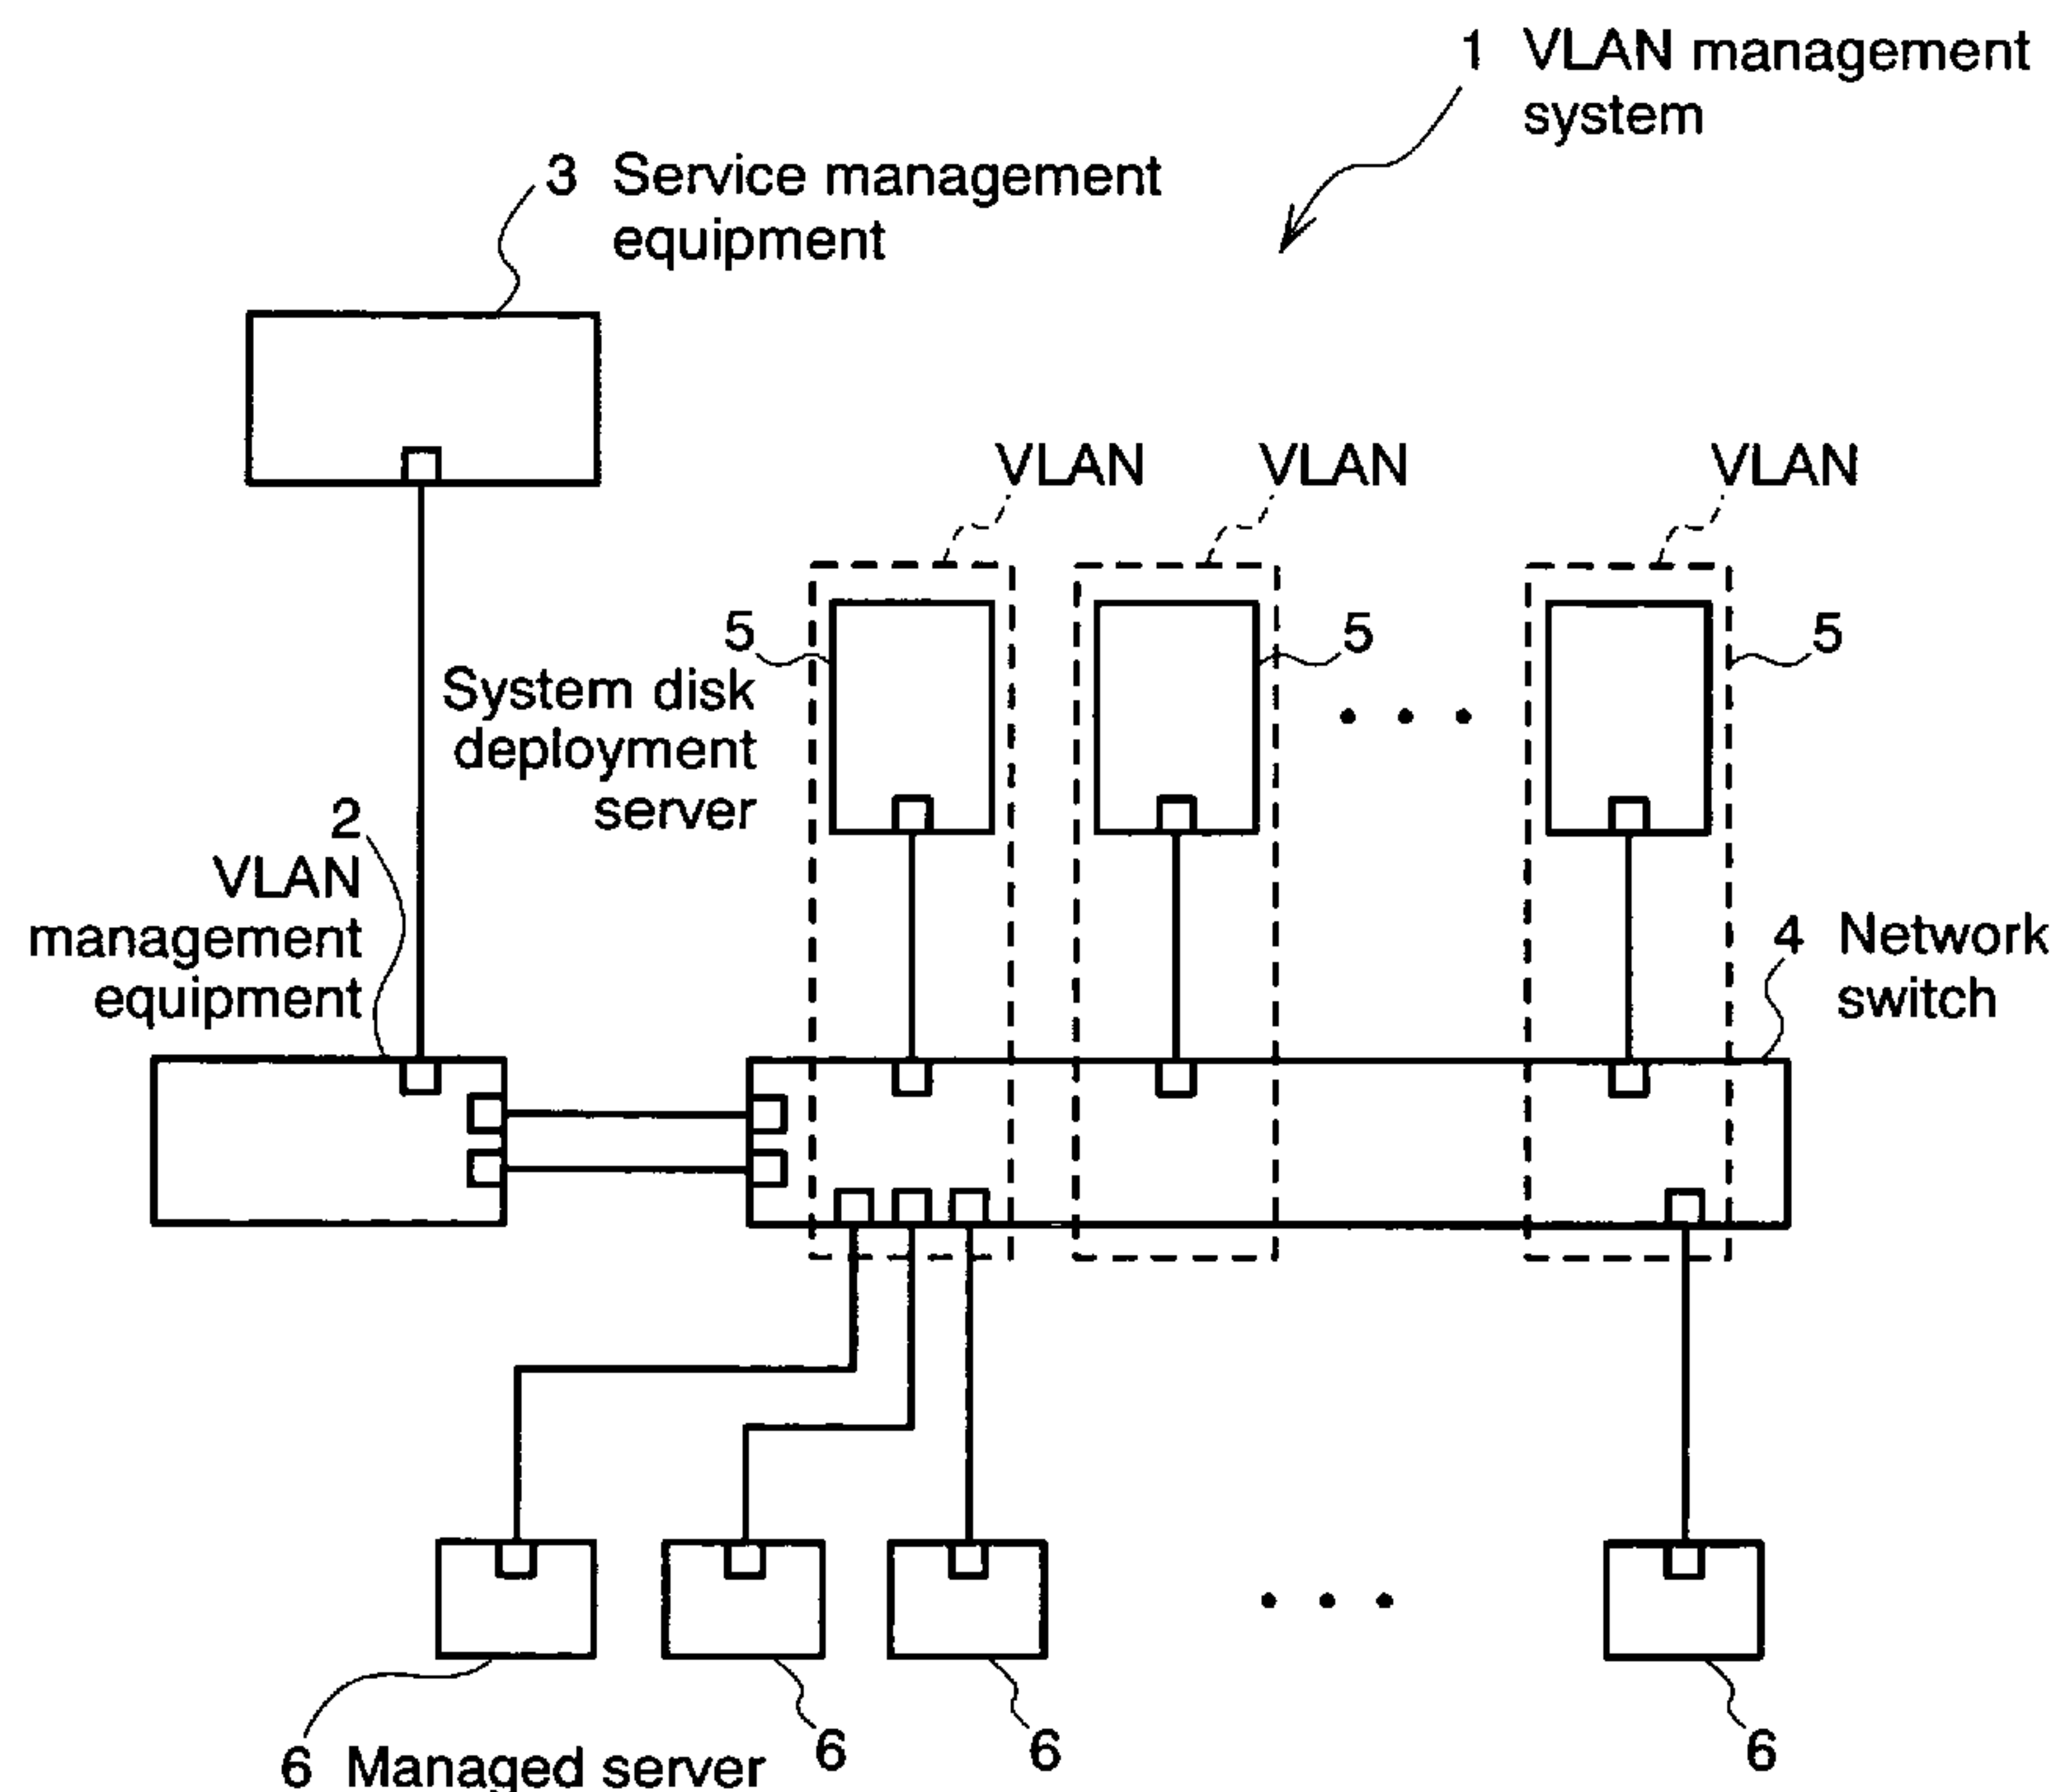 1 VLAN management
system
3 Service management
equipment
VLAN
VLAN
VLAN
5
System disk
deployment
server
5
5
2
VLAN
management
equipment
4 Network
switch
6 Managed server
6
6
6